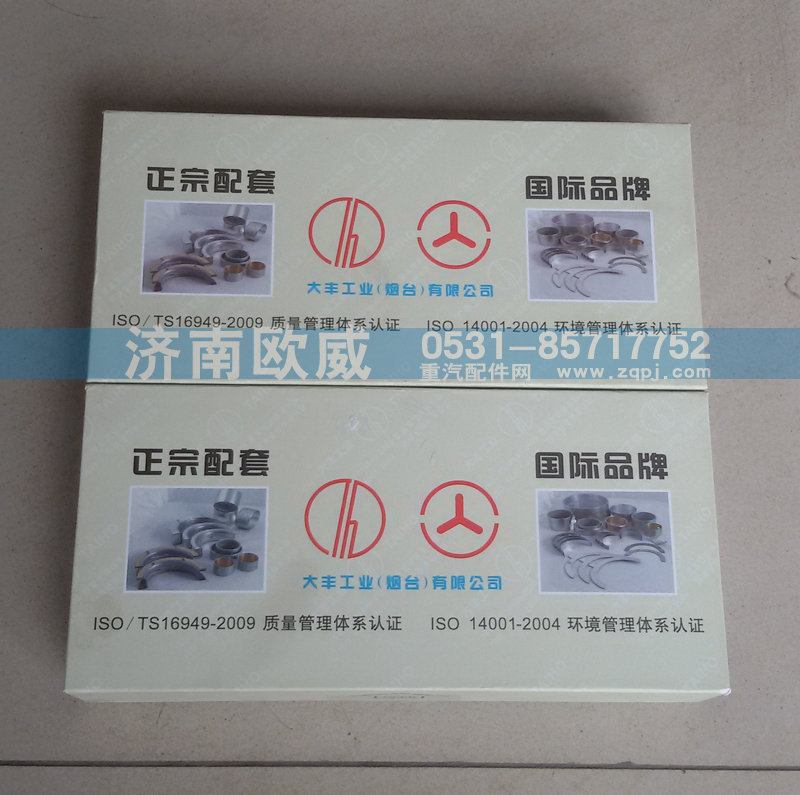 正宗配套
国际品牌
大丰工业(烟台)有限公司
ISO/TS16949-2009 质量管理体系认证
ISO 14001-2004 环境管理体系认证
济南欧威
0531-85717752
重汽配件网 www.zqpj.com
正宗配套
国际品牌
大丰工业(烟台)有限公司
ISO/TS16949-2009 质量管理体系认证
ISO 14001-2004 环境管理体系认证